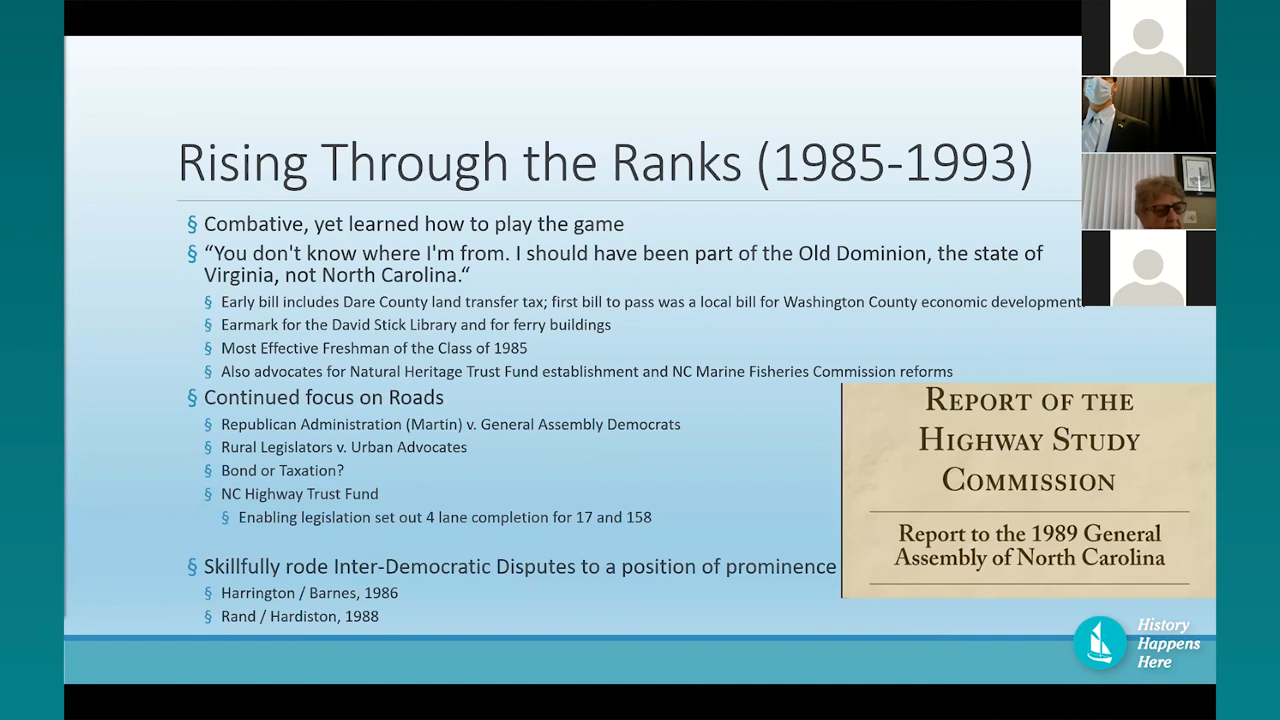 Rising Through the Ranks (1985-1993)
§ Combative, yet learned how to play the game
§ “You don't know where I'm from. I should have been part of the Old Dominion, the state of
Virginia, not North Carolina.“
§ Early bill includes Dare County land transfer tax; first bill to pass was a local bill for Washington County economic development.
§ Earmark for the David Stick Library and for ferry buildings
§ Most Effective Freshman of the Class of 1985
§ Also advocates for Natural Heritage Trust Fund establishment and NC Marine Fisheries Commission reforms
§ Continued focus on Roads
§ Republican Administration (Martin) v. General Assembly Democrats
§ Rural Legislators v. Urban Advocates
§ Bond or Taxation?
§ NC Highway Trust Fund
§ Enabling legislation set out 4 lane completion for 17 and 158
§ Skillfully rode Inter-Democratic Disputes to a position of prominence
§ Harrington / Barnes, 1986
§ Rand / Hardiston, 1988
REPORT OF THE
HIGHWAY STUDY
COMMISSION
Report to the 1989 General
Assembly of North Carolina
History
Happens
Here